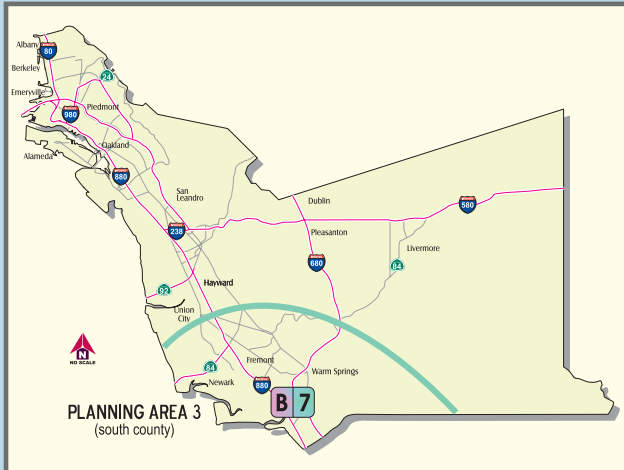 Albany
80
Berkeley
24
Emeryville
Piedmont
980
Oakland
Alameda
880
San
Leandro
Dublin
580
238
Pleasanton
Livermore
680
84
Hayward
92
Union
City
N
NO SCALE
Fremont
84
Warm Springs
Newark
880
B 7
PLANNING AREA 3
(south county)